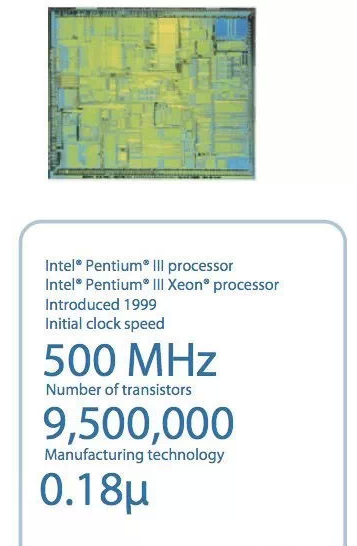 Intel® Pentium® III processor
Intel® Pentium® III Xeon® processor
Introduced 1999
Initial clock speed
500 MHz
Number of transistors
9,500,000
Manufacturing technology
0.18μ